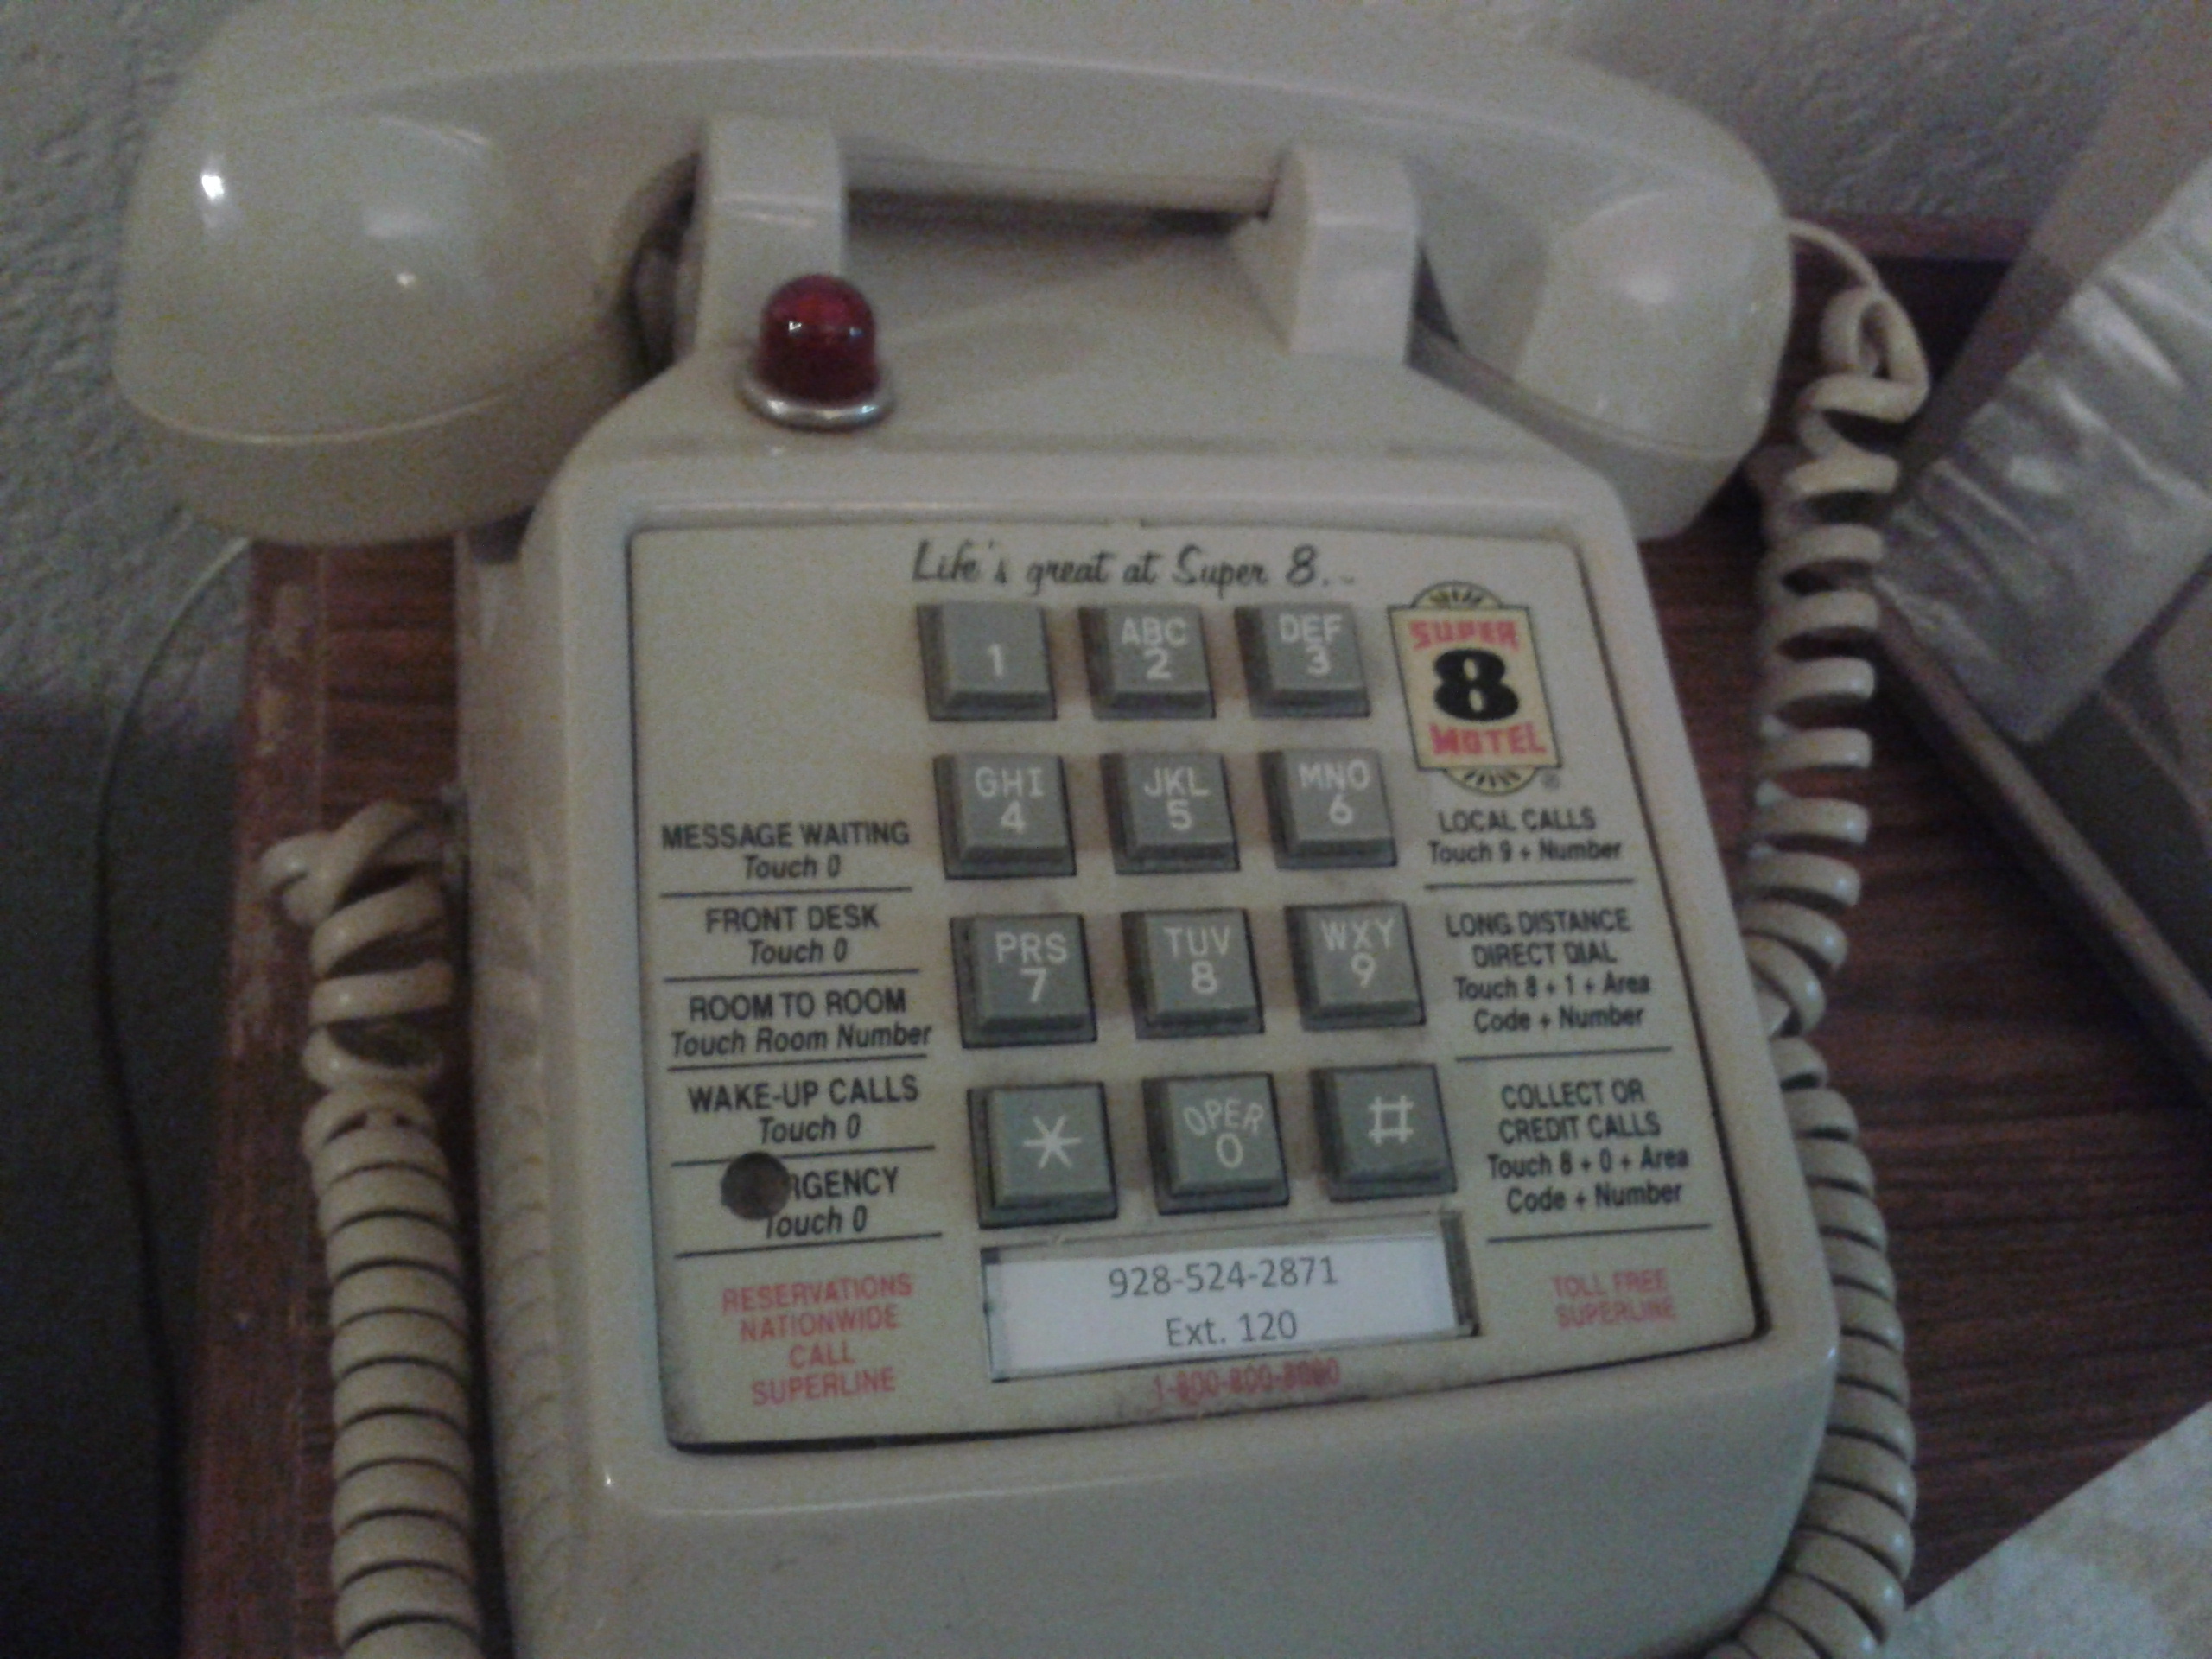 Life's great at Super 8...
1
ABC
2
DEF
3
SUPER
8
MOTEL
®
GHI
4
JKL
5
MNO
6
PRS
7
TUV
8
WXY
9
*
OPER
0
#
MESSAGE WAITING
Touch 0
FRONT DESK
Touch 0
ROOM TO ROOM
Touch Room Number
WAKE-UP CALLS
Touch 0
RGENCY
Touch 0
RESERVATIONS
NATIONWIDE
CALL
SUPERLINE
LOCAL CALLS
Touch 9 + Number
LONG DISTANCE
DIRECT DIAL
Touch 8 + 1 + Area
Code + Number
COLLECT OR
CREDIT CALLS
Touch 8 + 0 + Area
Code + Number
TOLL FREE
SUPERLINE
928-524-2871
Ext. 120
1-800-800-8000